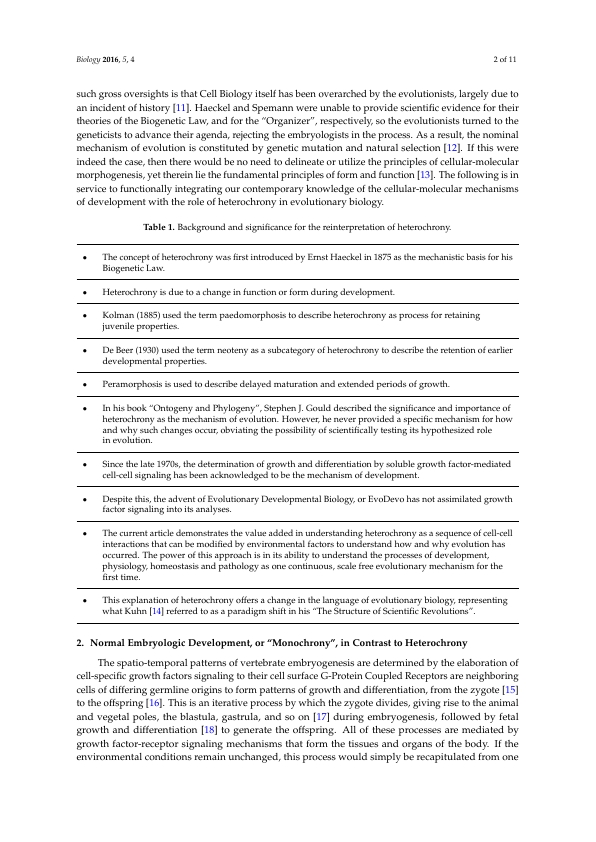 Biology 2016, 5, 4
2 of 11
such gross oversights is that Cell Biology itself has been overarched by the evolutionists, largely due to
an incident of history [11]. Haeckel and Spemann were unable to provide scientific evidence for their
theories of the Biogenetic Law, and for the “Organizer”, respectively, so the evolutionists turned to the
geneticists to advance their agenda, rejecting the embryologists in the process. As a result, the nominal
mechanism of evolution is constituted by genetic mutation and natural selection [12]. If this were
indeed the case, then there would be no need to delineate or utilize the principles of cellular-molecular
morphogenesis, yet therein lie the fundamental principles of form and function [13]. The following is in
service to functionally integrating our contemporary knowledge of the cellular-molecular mechanisms
of development with the role of heterochrony in evolutionary biology.
Table 1. Background and significance for the reinterpretation of heterochrony.
• The concept of heterochrony was first introduced by Ernst Haeckel in 1875 as the mechanistic basis for his
Biogenetic Law.
• Heterochrony is due to a change in function or form during development.
• Kolman (1885) used the term paedomorphosis to describe heterochrony as process for retaining
juvenile properties.
• De Beer (1930) used the term neoteny as a subcategory of heterochrony to describe the retention of earlier
developmental properties.
• Peramorphosis is used to describe delayed maturation and extended periods of growth.
• In his book “Ontogeny and Phylogeny”, Stephen J. Gould described the significance and importance of
heterochrony as the mechanism of evolution. However, he never provided a specific mechanism for how
and why such changes occur, obviating the possibility of scientifically testing its hypothesized role
in evolution.
• Since the late 1970s, the determination of growth and differentiation by soluble growth factor-mediated
cell-cell signaling has been acknowledged to be the mechanism of development.
• Despite this, the advent of Evolutionary Developmental Biology, or EvoDevo has not assimilated growth
factor signaling into its analyses.
• The current article demonstrates the value added in understanding heterochrony as a sequence of cell-cell
interactions that can be modified by environmental factors to understand how and why evolution has
occurred. The power of this approach is in its ability to understand the processes of development,
physiology, homeostasis and pathology as one continuous, scale free evolutionary mechanism for the
first time.
• This explanation of heterochrony offers a change in the language of evolutionary biology, representing
what Kuhn [14] referred to as a paradigm shift in his “The Structure of Scientific Revolutions”.
2. Normal Embryologic Development, or “Monochrony”, in Contrast to Heterochrony
The spatio-temporal patterns of vertebrate embryogenesis are determined by the elaboration of
cell-specific growth factors signaling to their cell surface G-Protein Coupled Receptors are neighboring
cells of differing germline origins to form patterns of growth and differentiation, from the zygote [15]
to the offspring [16]. This is an iterative process by which the zygote divides, giving rise to the animal
and vegetal poles, the blastula, gastrula, and so on [17] during embryogenesis, followed by fetal
growth and differentiation [18] to generate the offspring. All of these processes are mediated by
growth factor-receptor signaling mechanisms that form the tissues and organs of the body. If the
environmental conditions remain unchanged, this process would simply be recapitulated from one